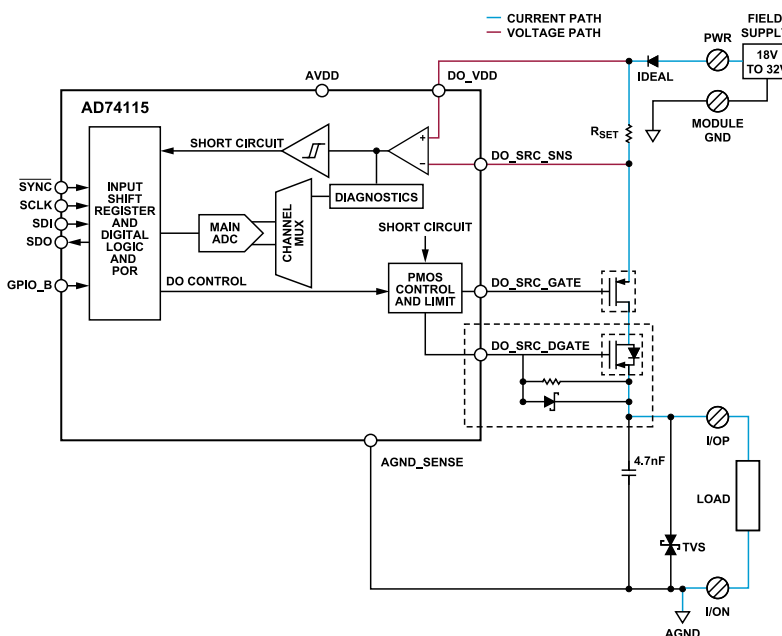 CURRENT PATH
VOLTAGE PATH
FIELD
SUPPLY
PWR
18V
TO 32V
IDEAL
MODULE
GND
AVDD
DO_VDD
AD74115
RSET
SHORT CIRCUIT
+
−
DO_SRC_SNS
SYNC
SCLK
SDI
SDO
GPIO_B
INPUT
SHIFT
REGISTER
AND
DIGITAL
LOGIC
AND
POR
DIAGNOSTICS
MAIN
ADC
CHANNEL
MUX
SHORT CIRCUIT
DO CONTROL
PMOS
CONTROL
AND LIMIT
DO_SRC_GATE
DO_SRC_DGATE
I/OP
AGND_SENSE
4.7nF
LOAD
TVS
I/ON
AGND